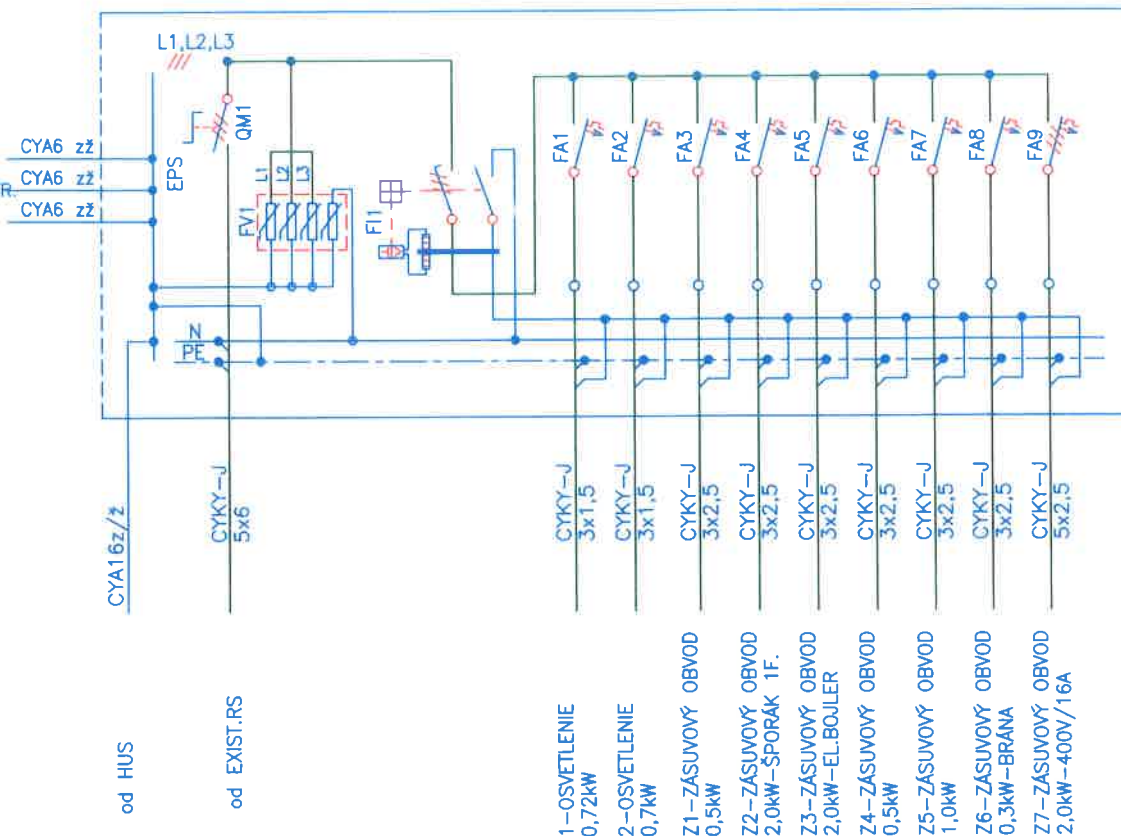 L1,L2,L3
CYA6 zž
CYA6 zž
R.
CYA6 zž
EPS
QM1
L1
L2
L3
FV1
FI1
FA1
FA2
FA3
FA4
FA5
FA6
FA7
FA8
FA9
N
PE
CYA16z/ž
CYKY-J
5x6
CYKY-J
3x1,5
CYKY-J
3x1,5
CYKY-J
3x2,5
CYKY-J
3x2,5
CYKY-J
3x2,5
CYKY-J
3x2,5
CYKY-J
3x2,5
CYKY-J
3x2,5
CYKY-J
5x2,5
od HUS
od EXIST.RS
1-OSVETLENIE
0,72kW
2-OSVETLENIE
0,7kW
Z1-ZÁSUVOVÝ OBVOD
0,5kW
Z2-ZÁSUVOVÝ OBVOD
2,0kW-ŠPORÁK 1F.
Z3-ZÁSUVOVÝ OBVOD
2,0kW-EL.BOJLER
Z4-ZÁSUVOVÝ OBVOD
0,5kW
Z5-ZÁSUVOVÝ OBVOD
1,0kW
Z6-ZÁSUVOVÝ OBVOD
0,3kW-BRÁNA
Z7-ZÁSUVOVÝ OBVOD
2,0kW-400V/16A